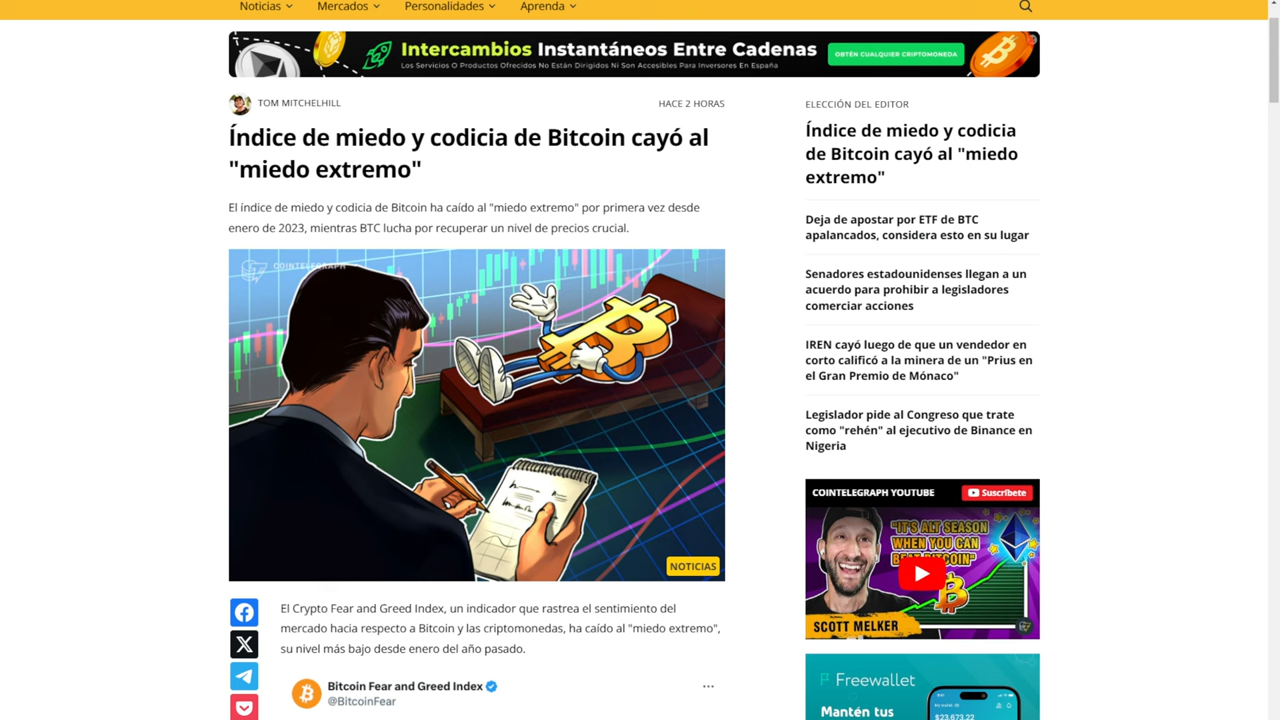 Noticias
Mercados
Personalidades
Aprenda
Intercambios Instantáneos Entre Cadenas
Los Servicios O Productos Ofrecidos No Están Dirigidos Ni Son Accesibles Para Inversores En España
OBTÉN CUALQUIER CRIPTOMONEDA
TOM MITCHELHILL
HACE 2 HORAS
Índice de miedo y codicia de Bitcoin cayó al
"miedo extremo"
El índice de miedo y codicia de Bitcoin ha caído al "miedo extremo" por primera vez desde
enero de 2023, mientras BTC lucha por recuperar un nivel de precios crucial.
COINTELEGRAPH
NOTICIAS
El Crypto Fear and Greed Index, un indicador que rastrea el sentimiento del
mercado hacia respecto a Bitcoin y las criptomonedas, ha caído al "miedo extremo",
su nivel más bajo desde enero del año pasado.
Bitcoin Fear and Greed Index
@BitcoinFear
ELECCIÓN DEL EDITOR
Índice de miedo y codicia
de Bitcoin cayó al "miedo
extremo"
Deja de apostar por ETF de BTC
apalancados, considera esto en su lugar
Senadores estadounidenses llegan a un
acuerdo para prohibir a legisladores
comerciar acciones
IREN cayó luego de que un vendedor en
corto calificó a la minera de un "Prius en
el Gran Premio de Mónaco"
Legislador pide al Congreso que trate
como "rehén" al ejecutivo de Binance en
Nigeria
COINTELEGRAPH YOUTUBE
Suscríbete
"IT'S ALT SEASON
WHEN YOU CAN
BEAT BITCOIN"
SCOTT MELKER
Freewallet
Mantén tus
$23,673.22